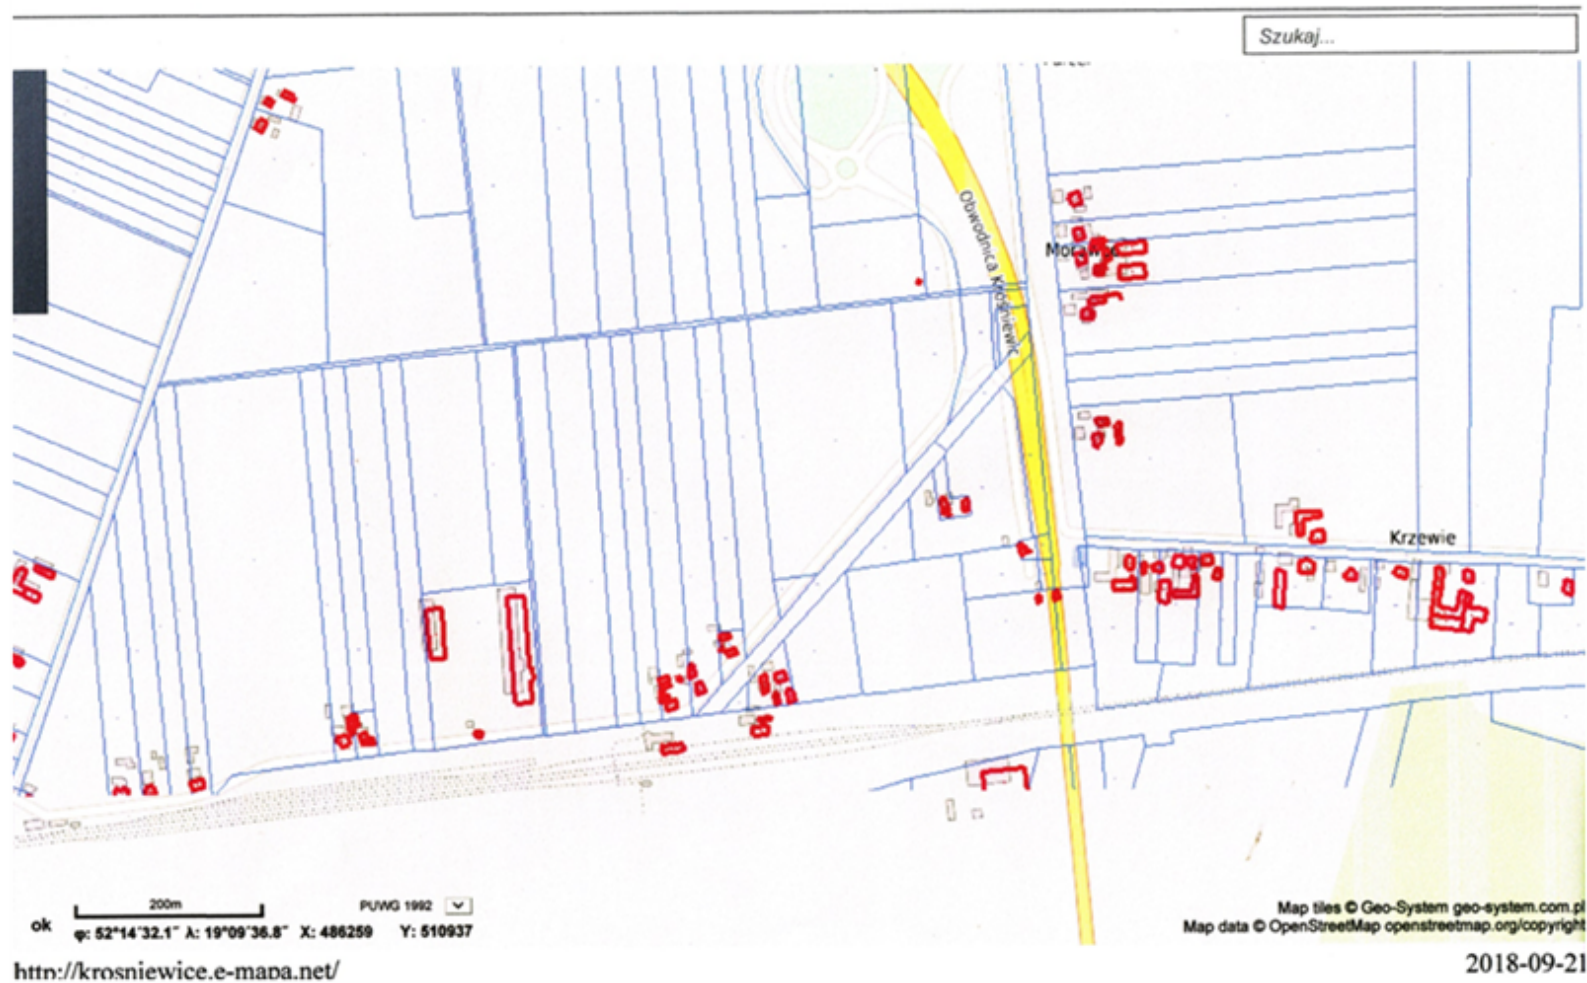 Szukaj...
Obwodnica Krośniewic
Morawce
Krzewie
200m
PUWG 1992
ok
φ: 52°14'32.1" λ: 19°09'36.8" X: 486259 Y: 510937
Map tiles © Geo-System geo-system.com.pl
Map data © OpenStreetMap openstreetmap.org/copyright
http://krosniewice.e-mapa.net/
2018-09-21